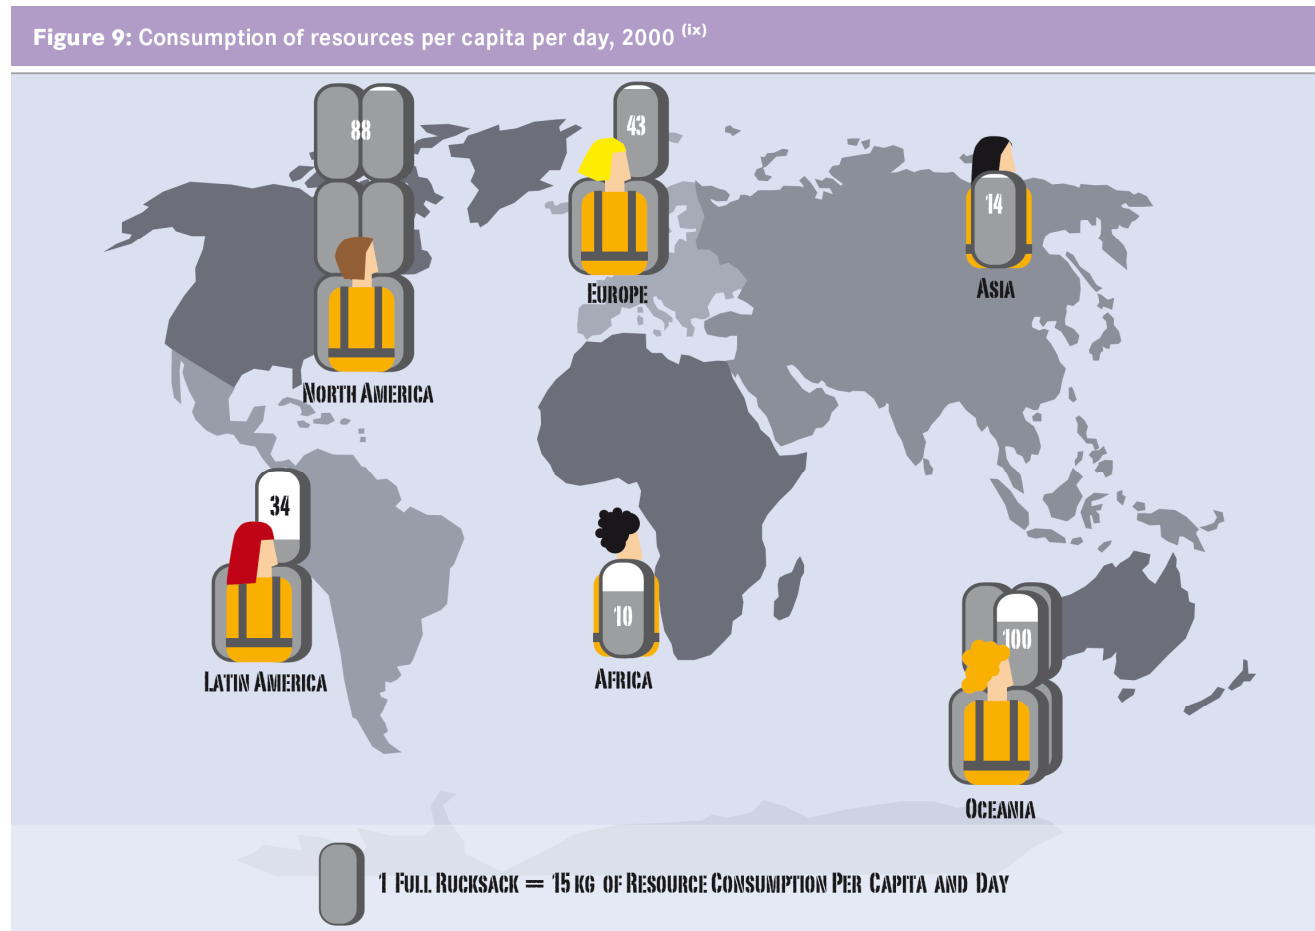 Figure 9: Consumption of resources per capita per day, 2000 (ix)
88
43
14
EUROPE
ASIA
NORTH AMERICA
34
10
100
LATIN AMERICA
AFRICA
OCEANIA
1 FULL RUCKSACK = 15 KG OF RESOURCE CONSUMPTION PER CAPITA AND DAY